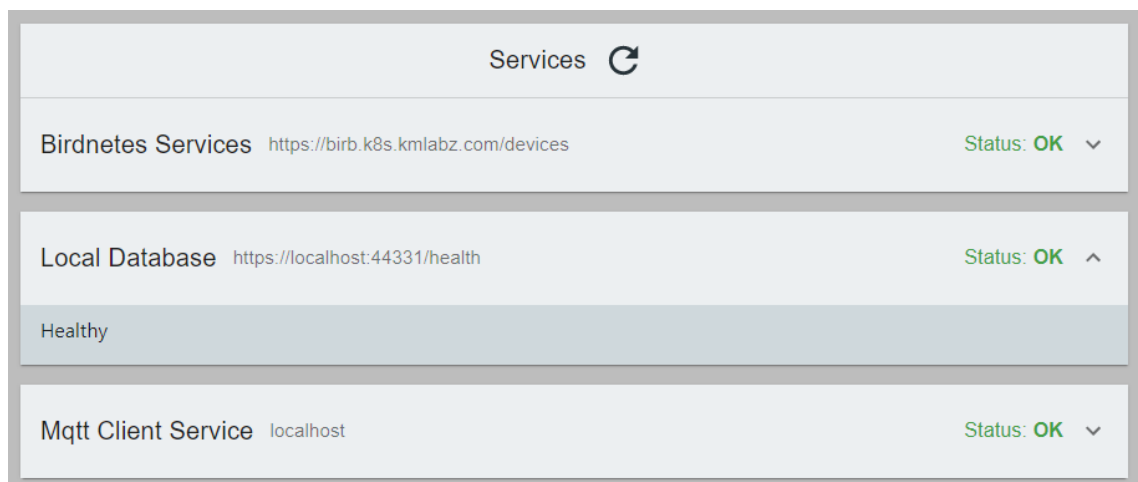 Services
Birdnetes Services https://birb.k8s.kmlabz.com/devices Status: OK
Local Database https://localhost:44331/health Status: OK
Healthy
Mqtt Client Service localhost Status: OK